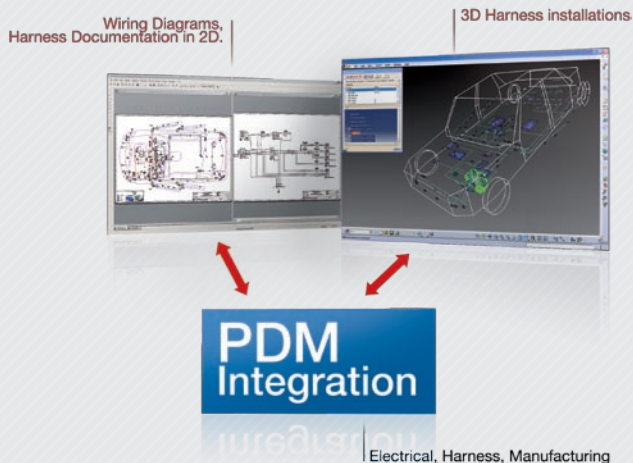 Wiring Diagrams,
Harness Documentation in 2D.
3D Harness installations
PDM
Integration
Electrical, Harness, Manufacturing